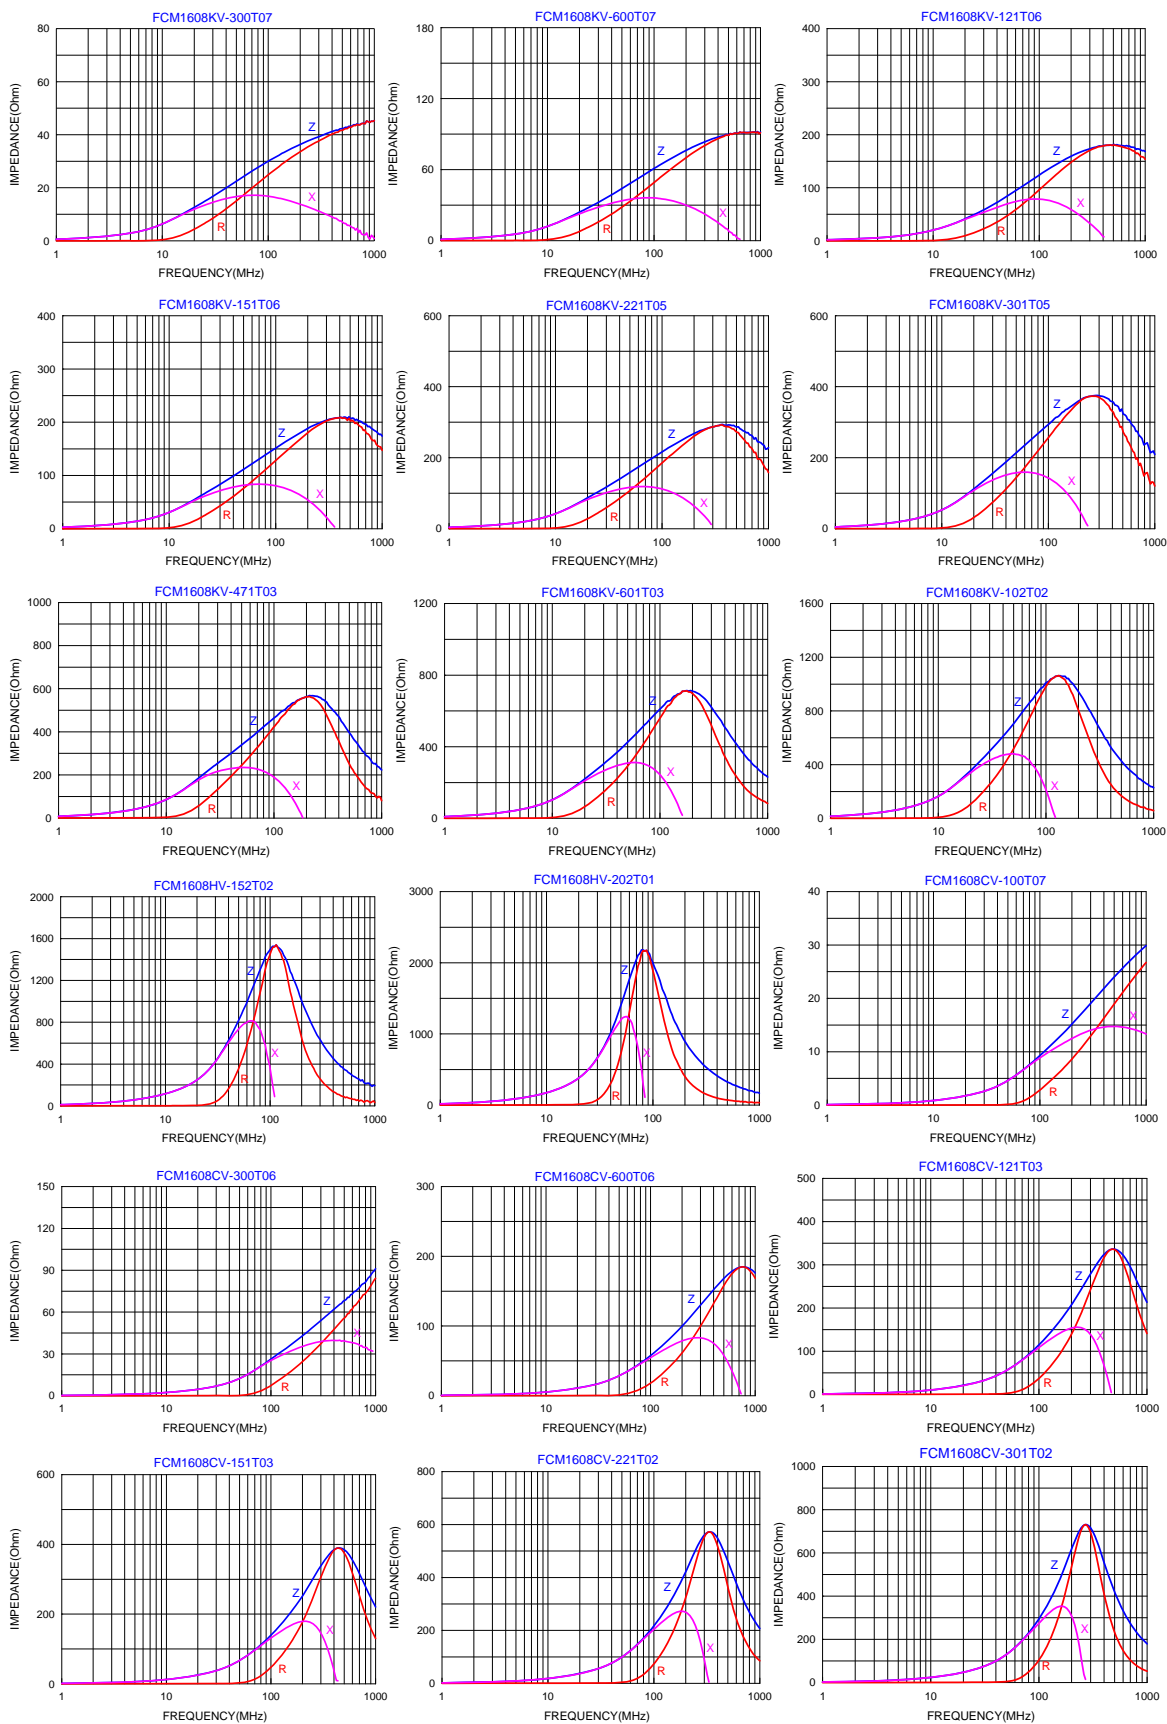 FCM1608KV-300T07
IMPEDANCE(Ohm)
80
60
40
20
0
Z
X
R
1
10
100
1000
FREQUENCY(MHz)
FCM1608KV-600T07
IMPEDANCE(Ohm)
180
120
60
0
Z
X
R
1
10
100
1000
FREQUENCY(MHz)
FCM1608KV-121T06
IMPEDANCE(Ohm)
400
300
200
100
0
Z
X
R
1
10
100
1000
FREQUENCY(MHz)
FCM1608KV-151T06
IMPEDANCE(Ohm)
400
300
200
100
0
Z
X
R
1
10
100
1000
FREQUENCY(MHz)
FCM1608KV-221T05
IMPEDANCE(Ohm)
600
400
200
0
Z
X
R
1
10
100
1000
FREQUENCY(MHz)
FCM1608KV-301T05
IMPEDANCE(Ohm)
600
400
200
0
Z
X
R
1
10
100
1000
FREQUENCY(MHz)
FCM1608KV-471T03
IMPEDANCE(Ohm)
1000
800
600
400
200
0
Z
X
R
1
10
100
1000
FREQUENCY(MHz)
FCM1608KV-601T03
IMPEDANCE(Ohm)
1200
800
400
0
Z
X
R
1
10
100
1000
FREQUENCY(MHz)
FCM1608KV-102T02
IMPEDANCE(Ohm)
1600
1200
800
400
0
Z
X
R
1
10
100
1000
FREQUENCY(MHz)
FCM1608HV-152T02
IMPEDANCE(Ohm)
2000
1600
1200
800
400
0
Z
X
R
1
10
100
1000
FREQUENCY(MHz)
FCM1608HV-202T01
IMPEDANCE(Ohm)
3000
2000
1000
0
Z
X
R
1
10
100
1000
FREQUENCY(MHz)
FCM1608CV-100T07
IMPEDANCE(Ohm)
40
30
20
10
0
Z
X
R
1
10
100
1000
FREQUENCY(MHz)
FCM1608CV-300T06
IMPEDANCE(Ohm)
150
120
90
60
30
0
Z
X
R
1
10
100
1000
FREQUENCY(MHz)
FCM1608CV-600T06
IMPEDANCE(Ohm)
300
200
100
0
Z
X
R
1
10
100
1000
FREQUENCY(MHz)
FCM1608CV-121T03
IMPEDANCE(Ohm)
500
400
300
200
100
0
Z
X
R
1
10
100
1000
FREQUENCY(MHz)
FCM1608CV-151T03
IMPEDANCE(Ohm)
600
400
200
0
Z
X
R
1
10
100
1000
FREQUENCY(MHz)
FCM1608CV-221T02
IMPEDANCE(Ohm)
800
600
400
200
0
Z
X
R
1
10
100
1000
FREQUENCY(MHz)
FCM1608CV-301T02
IMPEDANCE(Ohm)
1000
800
600
400
200
0
Z
X
R
1
10
100
1000
FREQUENCY(MHz)